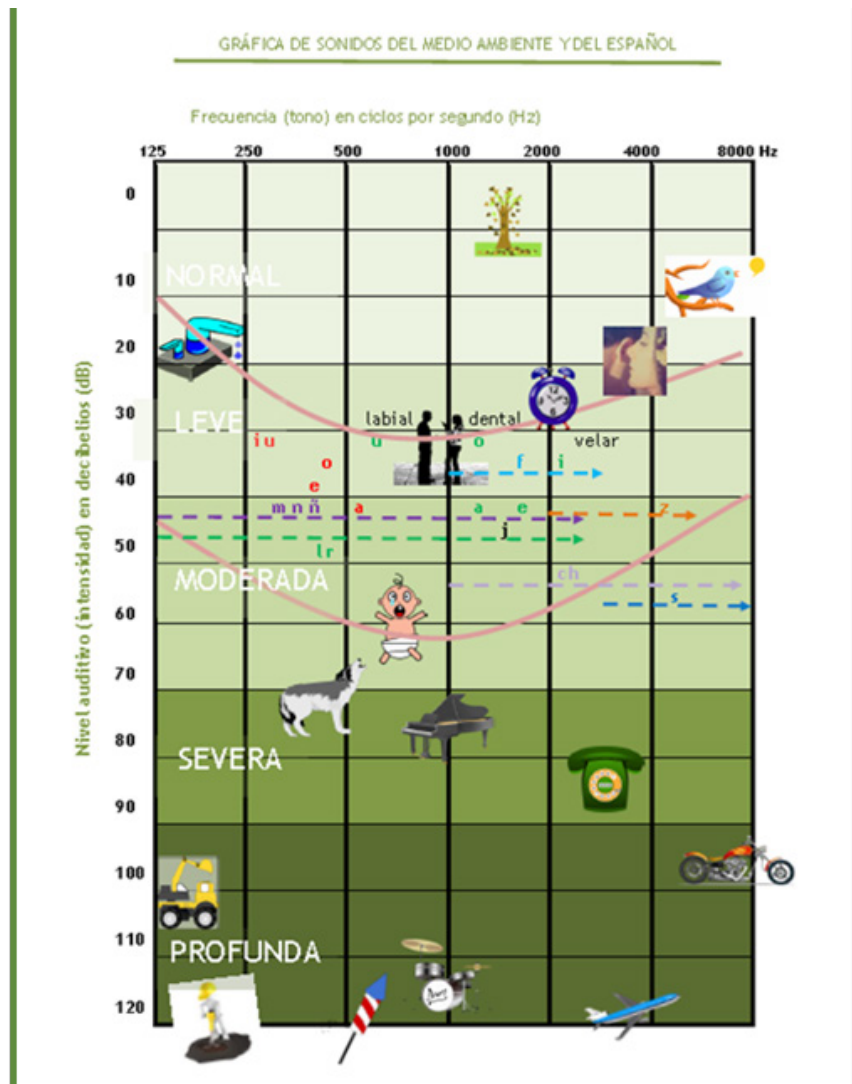 GRÁFICA DE SONIDOS DEL MEDIO AMBIENTE Y DEL ESPAÑOL
Frecuencia (tono) en ciclos por segundo (Hz)
125 250 500 1000 2000 4000 8000 Hz
Nivel auditivo (intensidad) en decibelios (dB)
0
10
NORMAL
20
30
LEVE
labial dental
i u u o velar
o f i
40
e
m n ñ a a e z
j
50
l r
MODERADA
ch
60
s
70
80
SEVERA
90
100
110
PROFUNDA
120